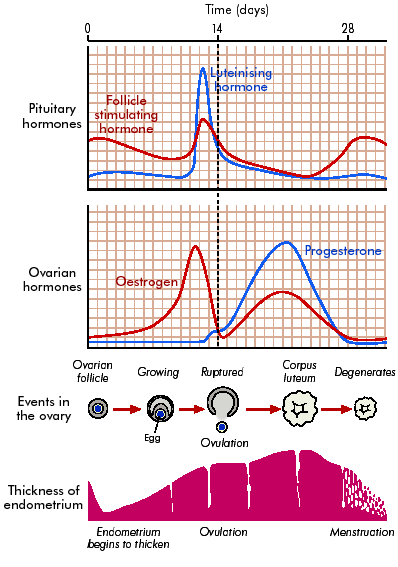 Time (days)
0 14 28
Luteinising
hormone
Follicle
stimulating
hormone
Pituitary
hormones
Progesterone
Oestrogen
Ovarian
hormones
Ovarian
follicle
Growing
Ruptured
Corpus
luteum
Degenerates
Events in
the ovary
Egg
Ovulation
Thickness of
endometrium
Endometrium
begins to thicken
Ovulation
Menstruation